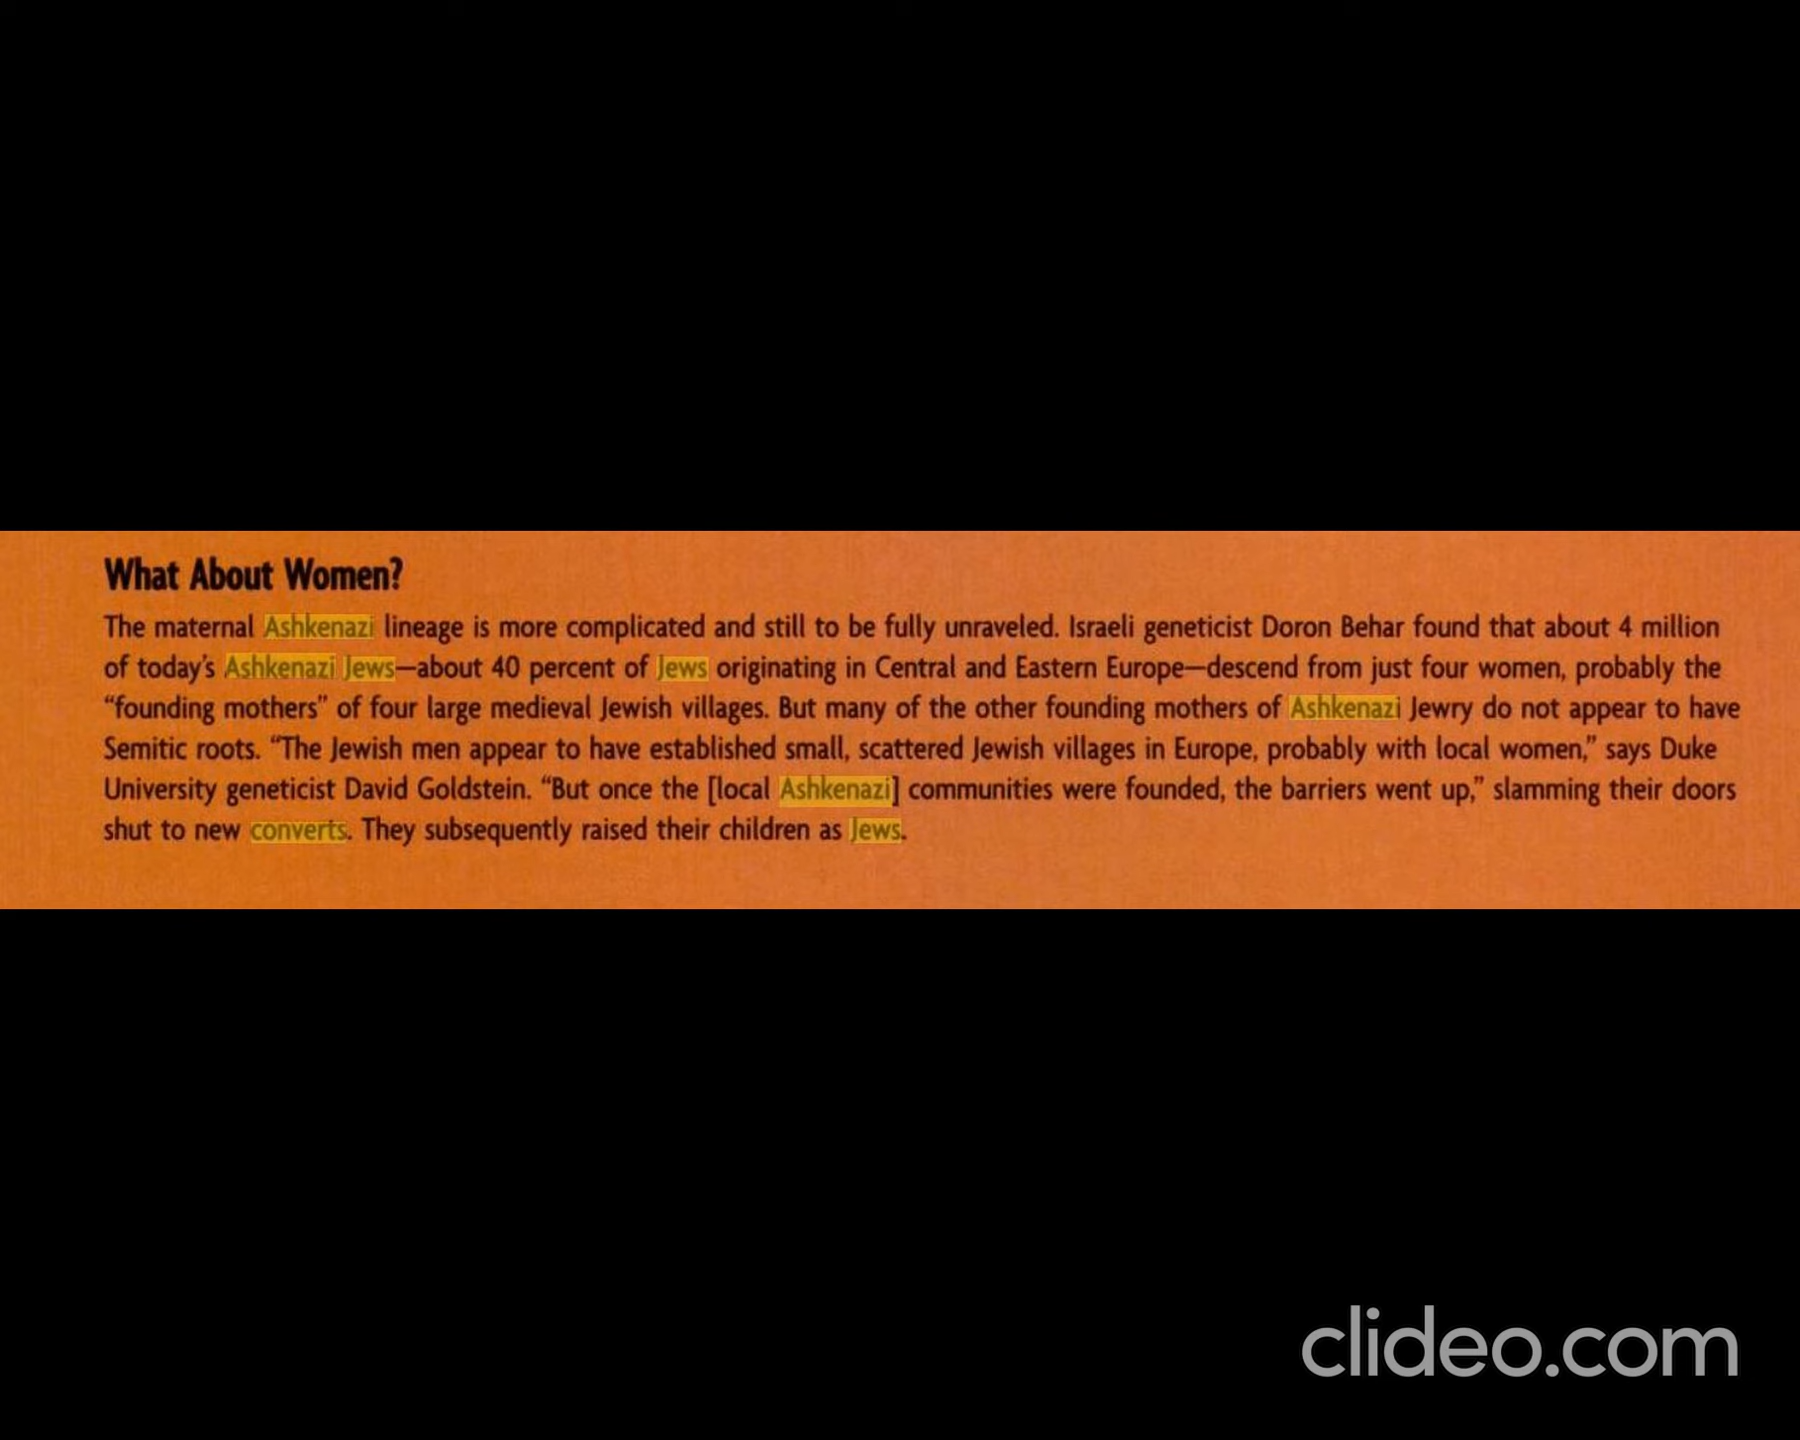 What About Women?
The maternal Ashkenazi lineage is more complicated and still to be fully unraveled. Israeli geneticist Doron Behar found that about 4 million
of today’s Ashkenazi Jews—about 40 percent of Jews originating in Central and Eastern Europe—descend from just four women, probably the
“founding mothers” of four large medieval Jewish villages. But many of the other founding mothers of Ashkenazi Jewry do not appear to have
Semitic roots. “The Jewish men appear to have established small, scattered Jewish villages in Europe, probably with local women,” says Duke
University geneticist David Goldstein. “But once the [local Ashkenazi] communities were founded, the barriers went up,” slamming their doors
shut to new converts. They subsequently raised their children as Jews.
clideo.com